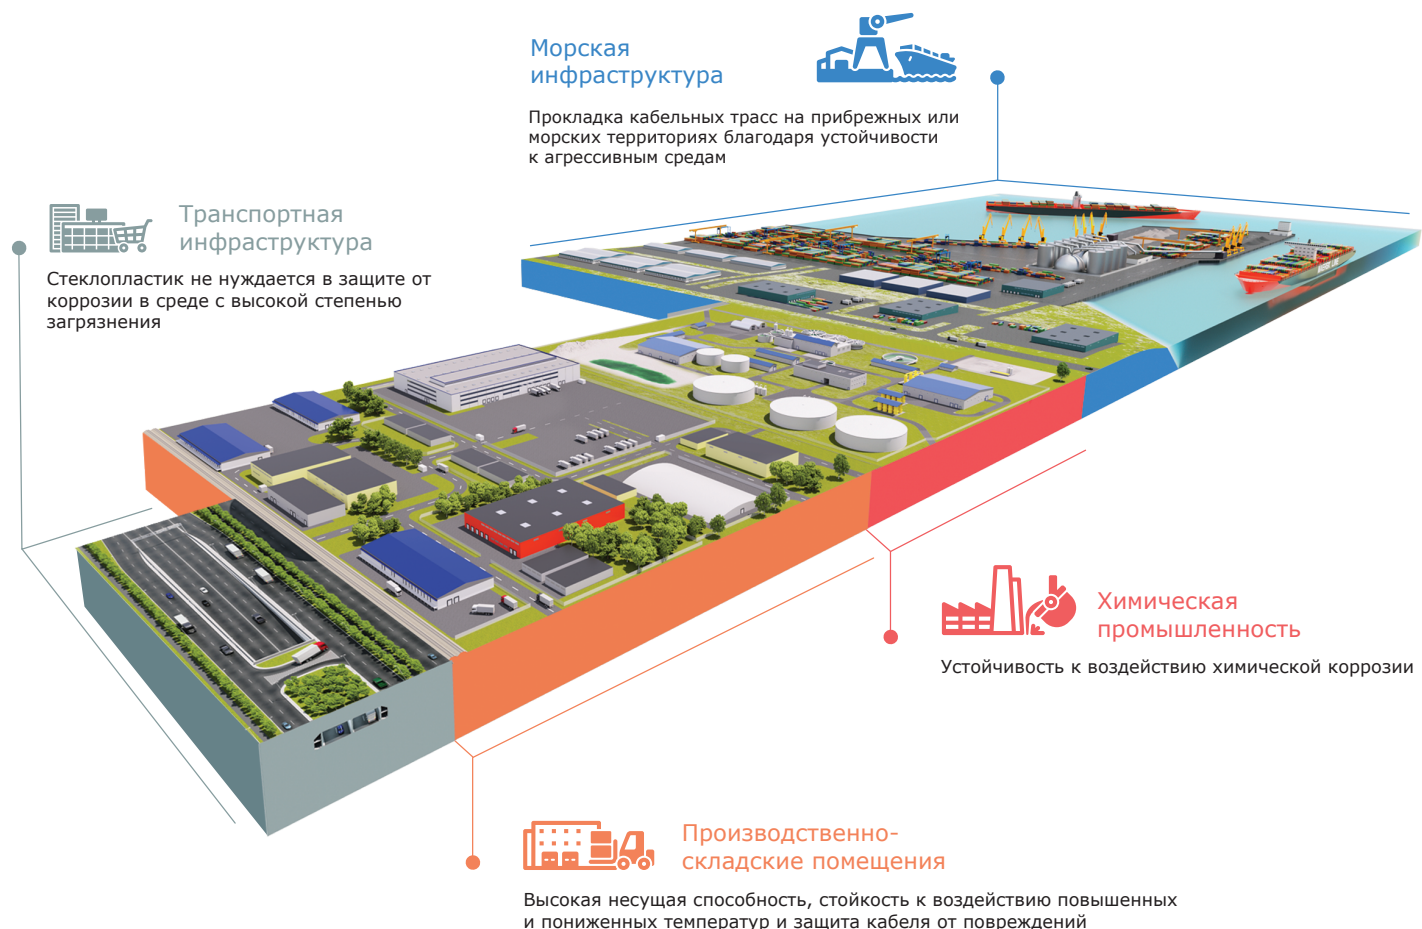 Морская
инфраструктура
Прокладка кабельных трасс на прибрежных или
морских территориях благодаря устойчивости
к агрессивным средам
Транспортная
инфраструктура
Стеклопластик не нуждается в защите от
коррозии в среде с высокой степенью
загрязнения
Химическая
промышленность
Устойчивость к воздействию химической коррозии
Производственно-
складские помещения
Высокая несущая способность, стойкость к воздействию повышенных
и пониженных температур и защита кабеля от повреждений